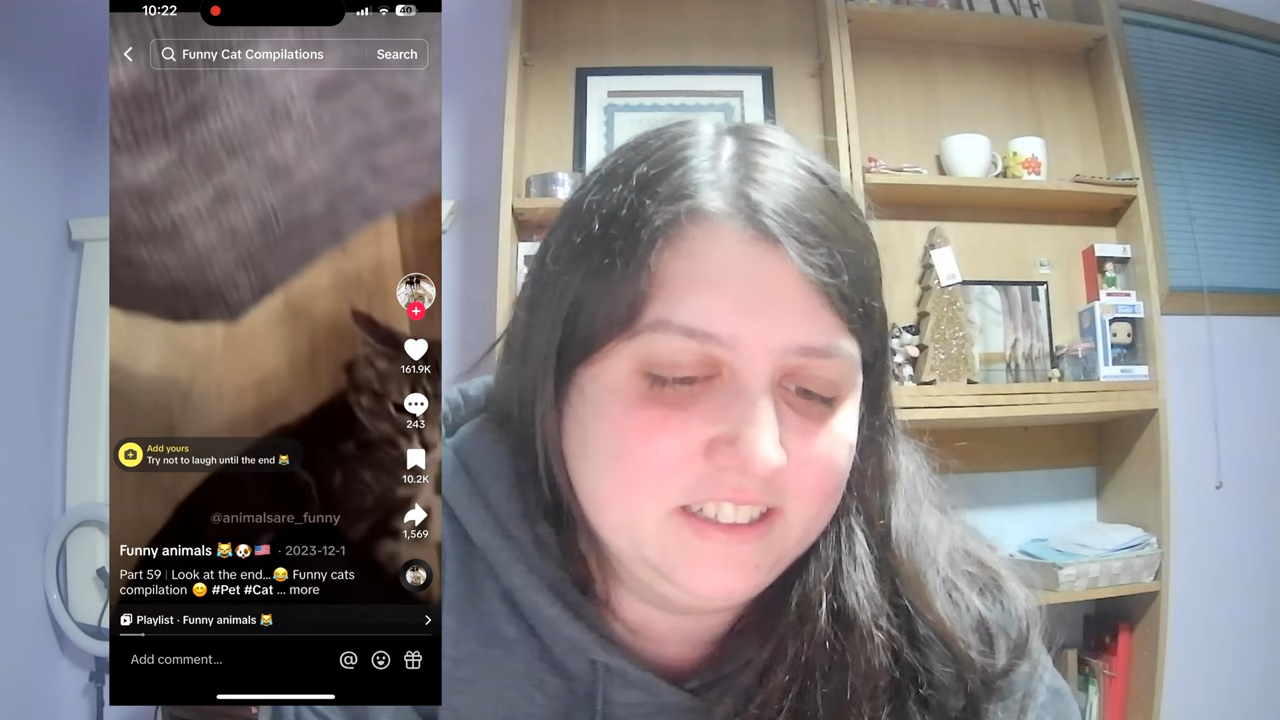 10:22
40
Funny Cat Compilations
Search
161.9K
243
Add yours
Try not to laugh until the end 😹
10.2K
@animalsare_funny
1,569
Funny animals 😹🐶🇺🇸 · 2023-12-1
Part 59 | Look at the end...😂 Funny cats
compilation 😊 #Pet #Cat ... more
Playlist · Funny animals 😹
Add comment...
LIVE